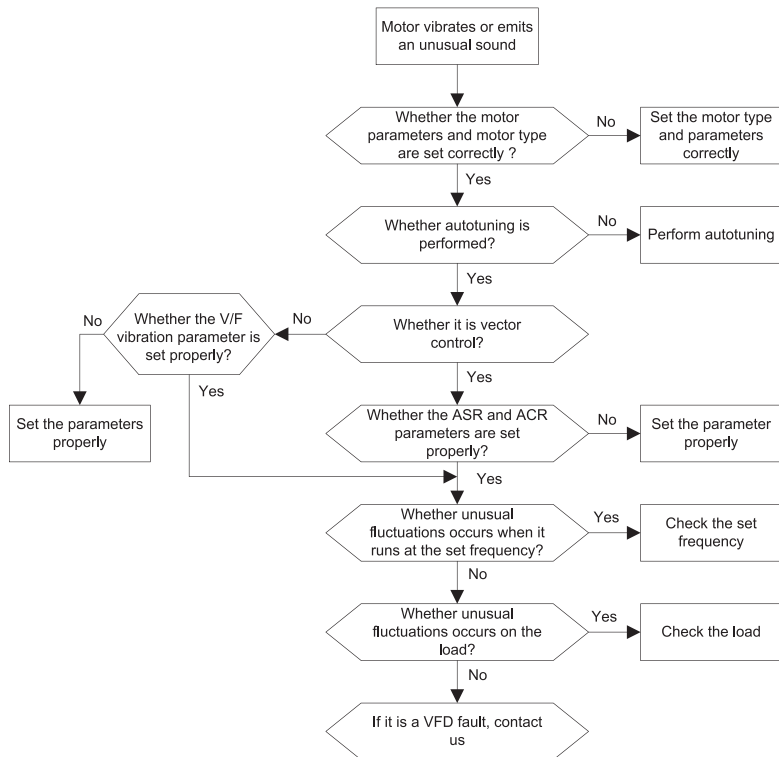 Motor vibrates or emits
an unusual sound
Whether the motor
parameters and motor type
are set correctly ?
No
Set the motor type
and parameters
correctly
Yes
Whether autotuning is
performed?
No
Perform autotuning
Yes
Whether the V/F
vibration parameter is
set properly?
No
No
Whether it is vector
control?
Yes
Yes
Set the parameters
properly
Whether the ASR and ACR
parameters are set
properly?
No
Set the parameter
properly
Yes
Whether unusual
fluctuations occurs when it
runs at the set frequency?
Yes
Check the set
frequency
No
Whether unusual
fluctuations occurs on the
load?
Yes
Check the load
No
If it is a VFD fault, contact
us